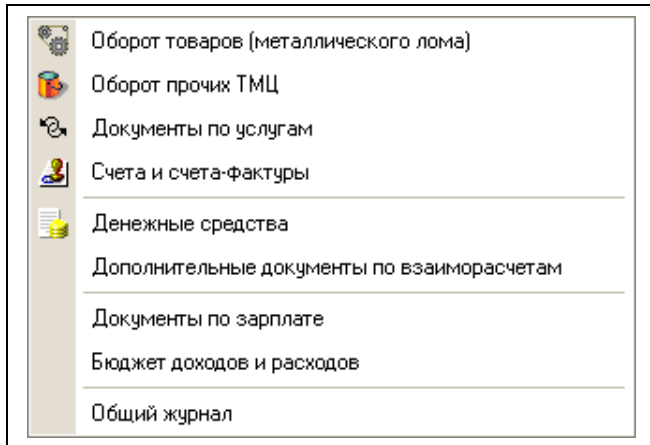 Оборот товаров (металлического лома)
Оборот прочих ТМЦ
Документы по услугам
Счета и счета-фактуры
Денежные средства
Дополнительные документы по взаиморасчетам
Документы по зарплате
Бюджет доходов и расходов
Общий журнал